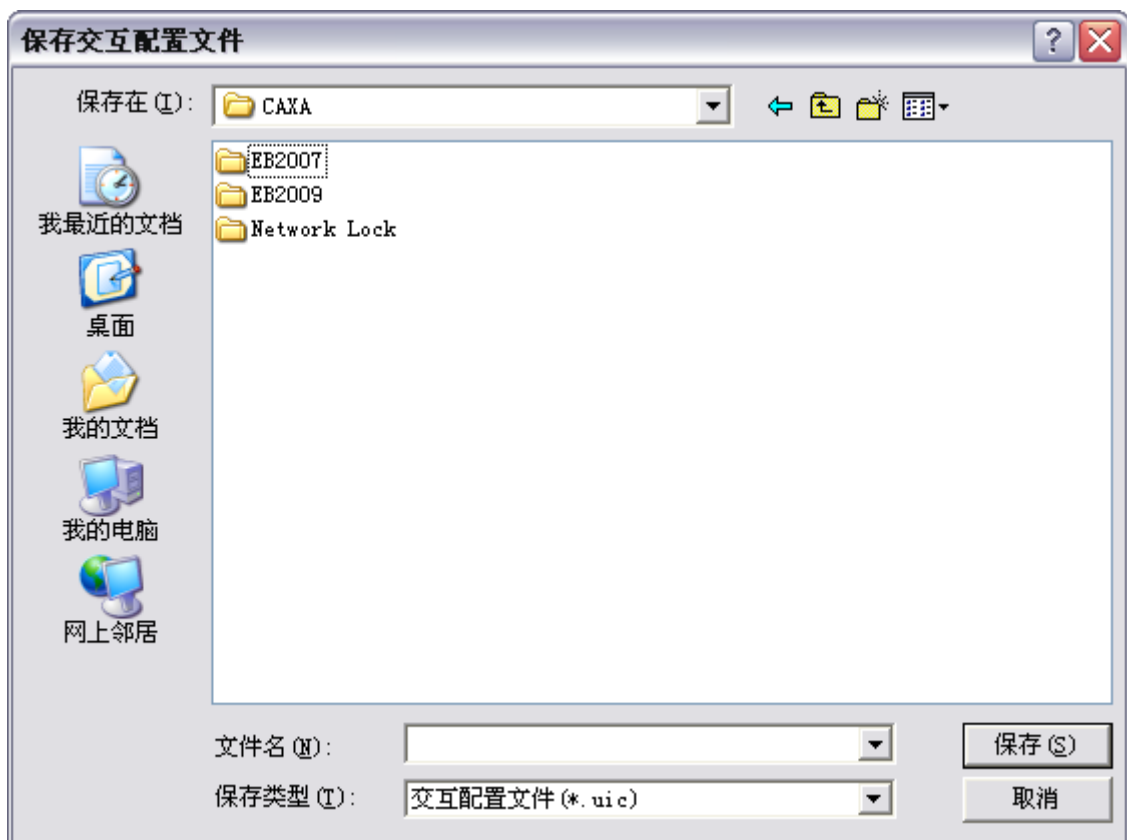 保存交互配置文件
保存在(I): CAXA
EB2007
EB2009
Network Lock
我最近的文档
桌面
我的文档
我的电脑
网上邻居
文件名(N): 保存(S)
保存类型(T): 交互配置文件(*.uic) 取消